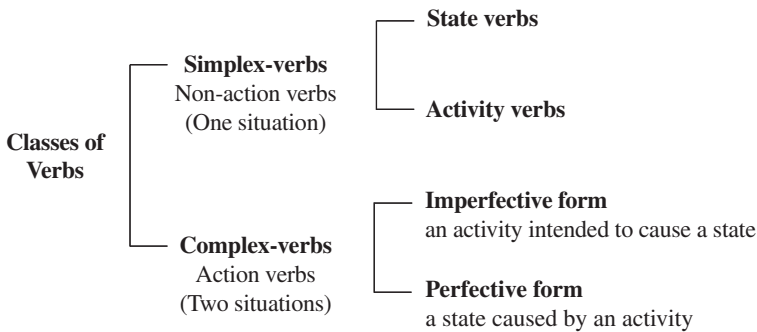 Classes of
Verbs
Simplex-verbs
Non-action verbs
(One situation)
State verbs
Activity verbs
Complex-verbs
Action verbs
(Two situations)
Imperfective form
an activity intended to cause a state
Perfective form
a state caused by an activity